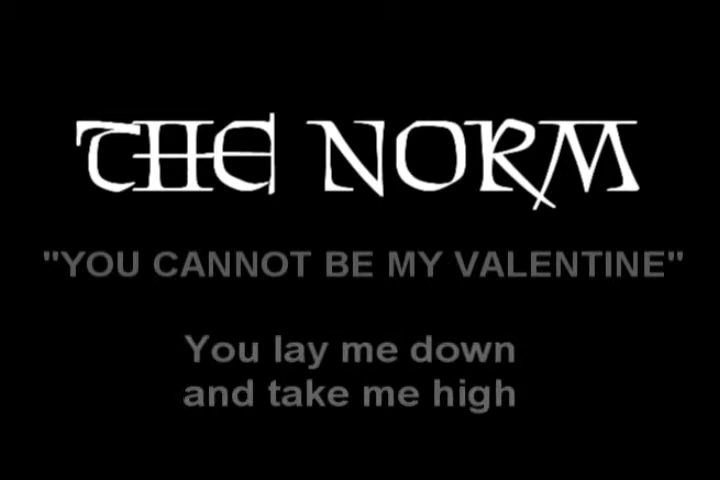 THE NORM
"YOU CANNOT BE MY VALENTINE"
You lay me down
and take me high